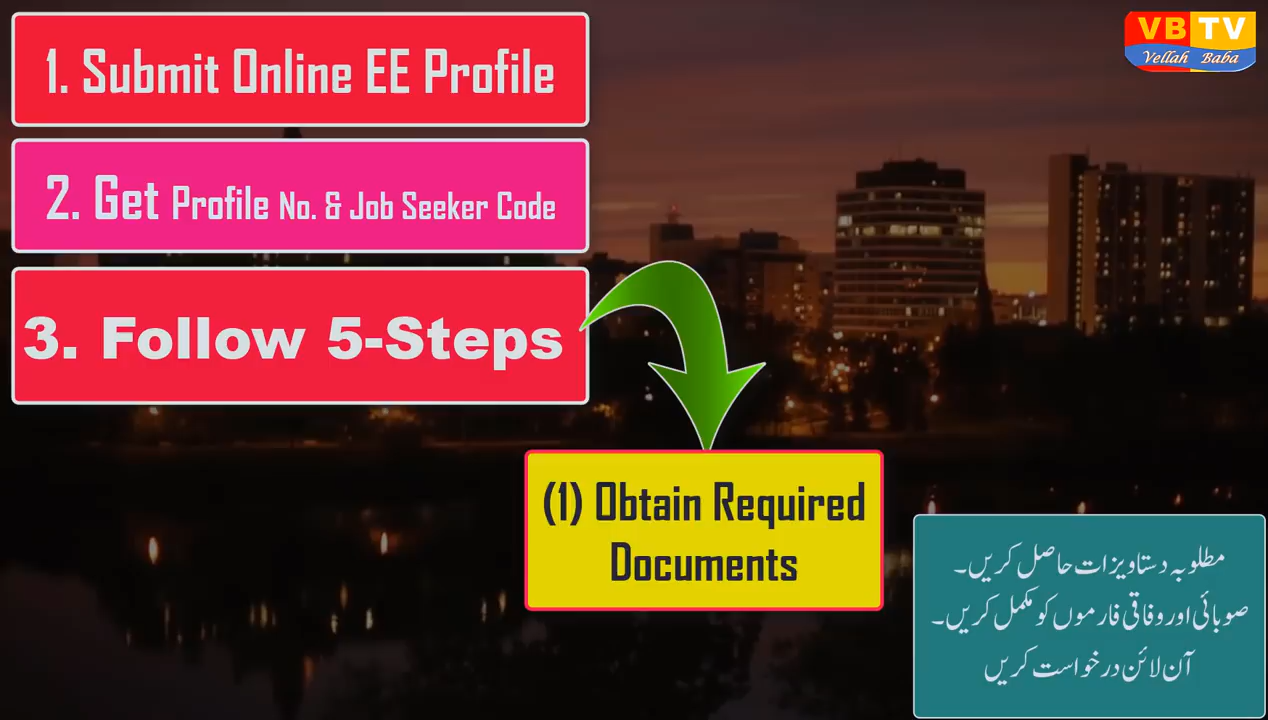 1. Submit Online EE Profile
2. Get Profile No. & Job Seeker Code
3. Follow 5-Steps
(1) Obtain Required
Documents
VB TV
Vellah Baba
مطلوبہ دستاویزات حاصل کریں۔
صوبائی اور وفاقی فارموں کو مکمل کریں۔
آن لائن درخواست کریں